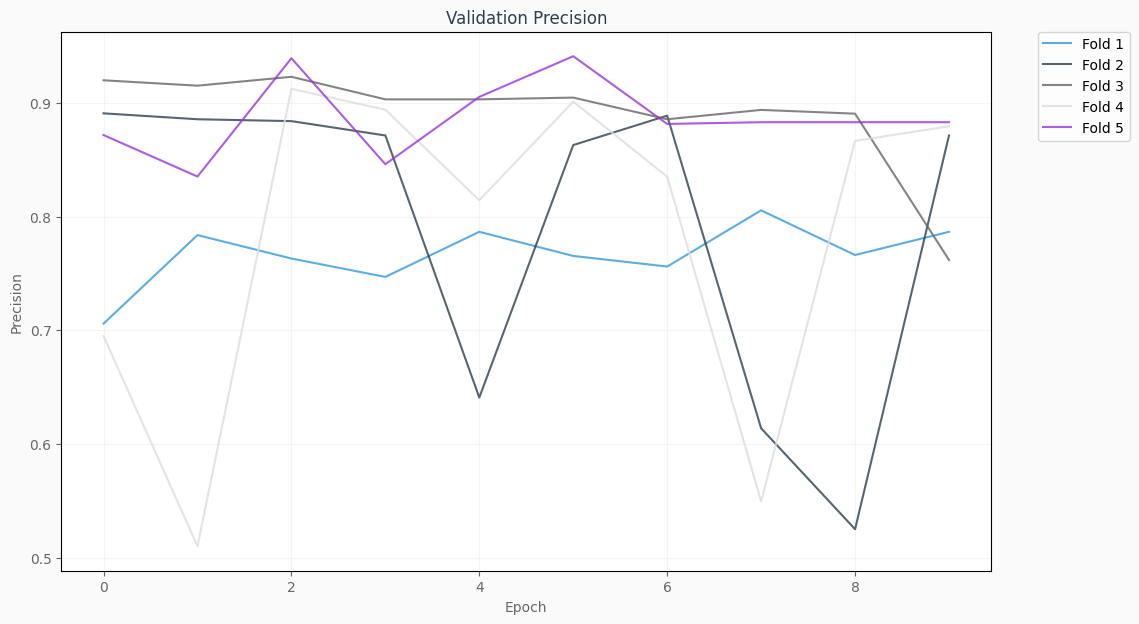 Validation Precision
Fold 1
Fold 2
Fold 3
Fold 4
Fold 5
Precision
0.9
0.8
0.7
0.6
0.5
0 2 4 6 8
Epoch